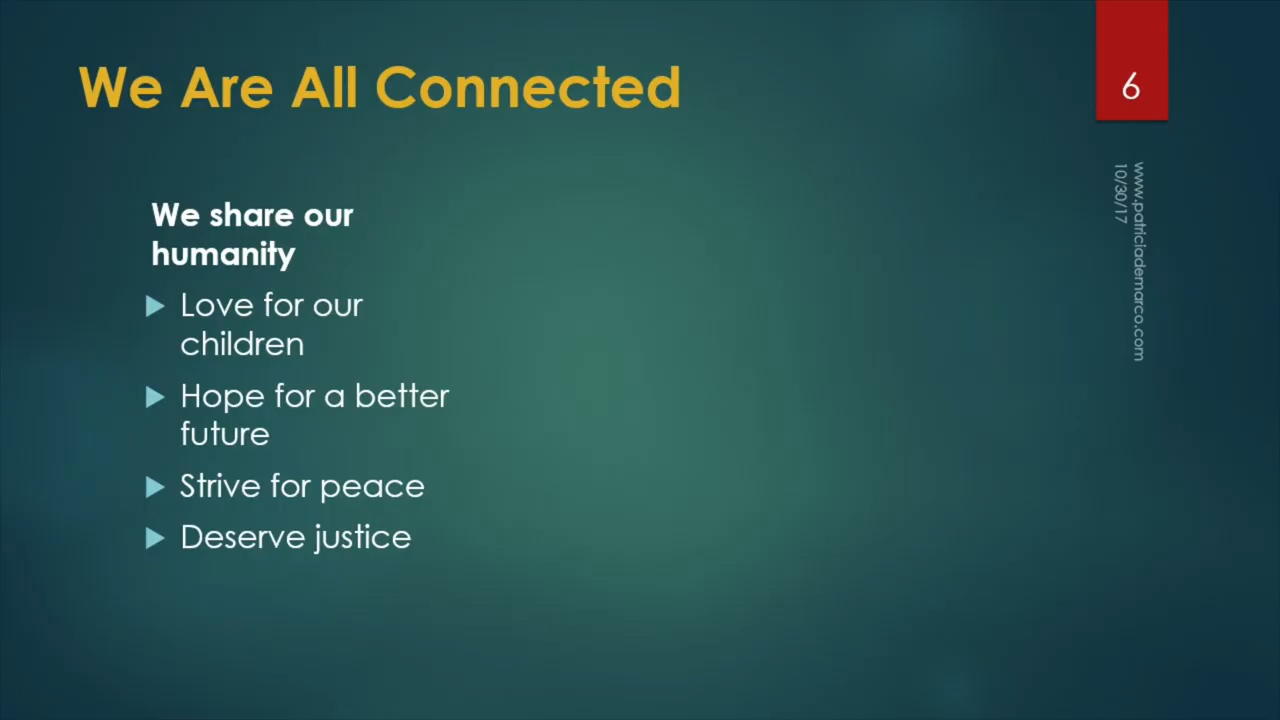 We Are All Connected
6
www.patriciademarco.com
10/30/17
We share our
humanity
Love for our
children
Hope for a better
future
Strive for peace
Deserve justice